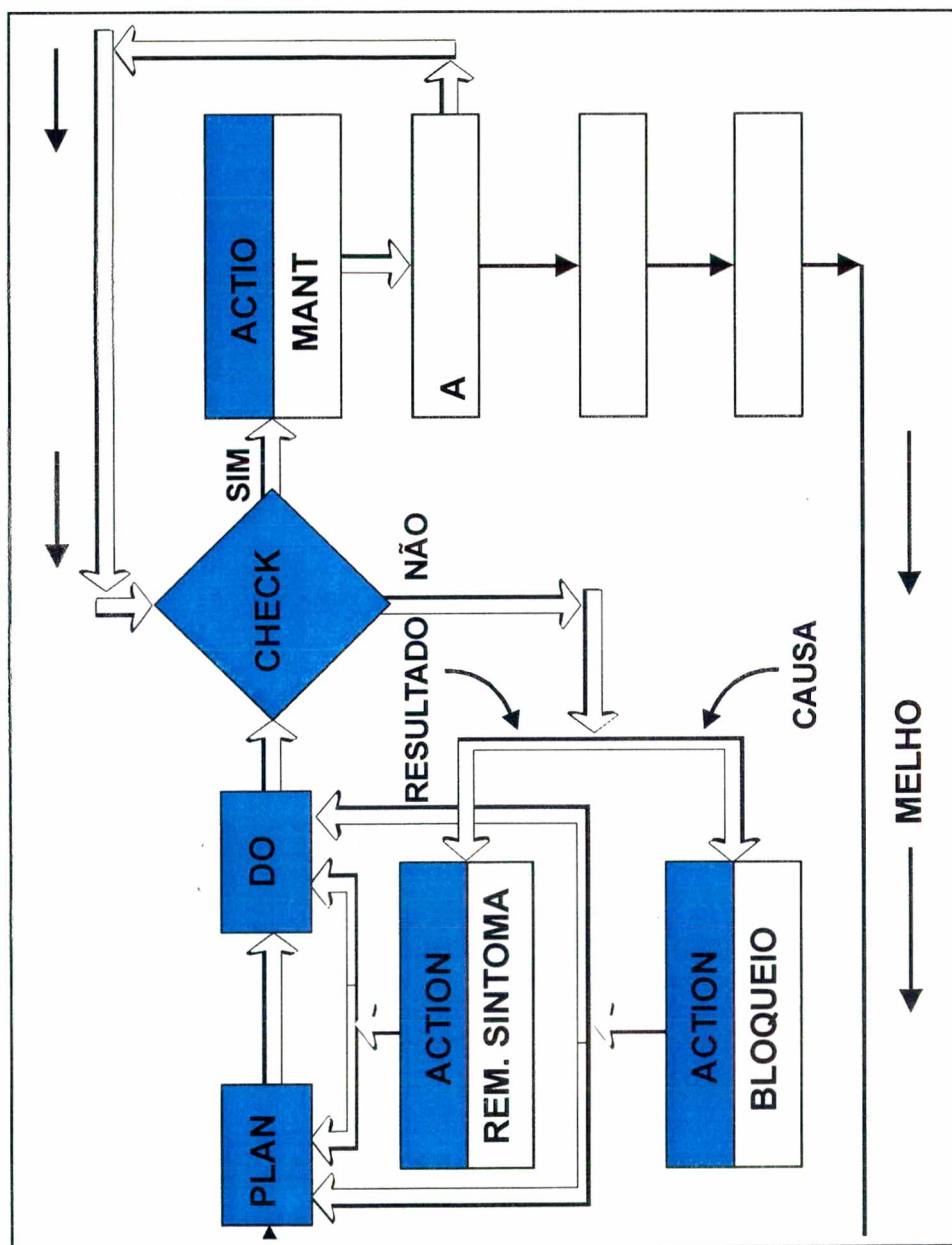 PLAN
DO
CHECK
SIM
ACTIO
MANT
A
NÃO
RESULTADO
CAUSA
ACTION
REM. SINTOMA
ACTION
BLOQUEIO
MELHO